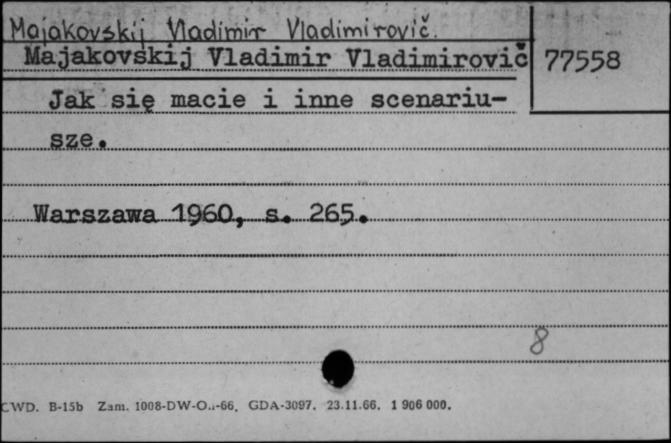 Majakovskij Vladimir Vladimirovič.
Majakovskij Vladimir Vladimirovič 77558
Jak się macie i inne scenariu-
sze.
Warszawa 1960, s. 265.
8
CWD. B-15b Zam. 1008-DW-O..-66. GDA-3097. 23.11.66. 1 906 000.